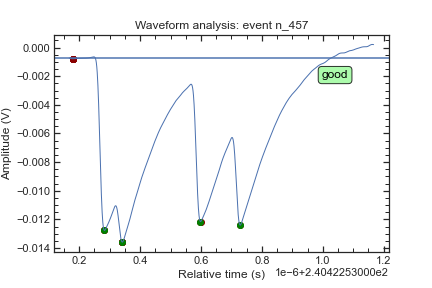 Waveform analysis: event n_457
Amplitude (V)
0.000
−0.002
−0.004
−0.006
−0.008
−0.010
−0.012
−0.014
good
0.2
0.4
0.6
0.8
1.0
1.2
Relative time (s)
1e−6+2.4042253000e2